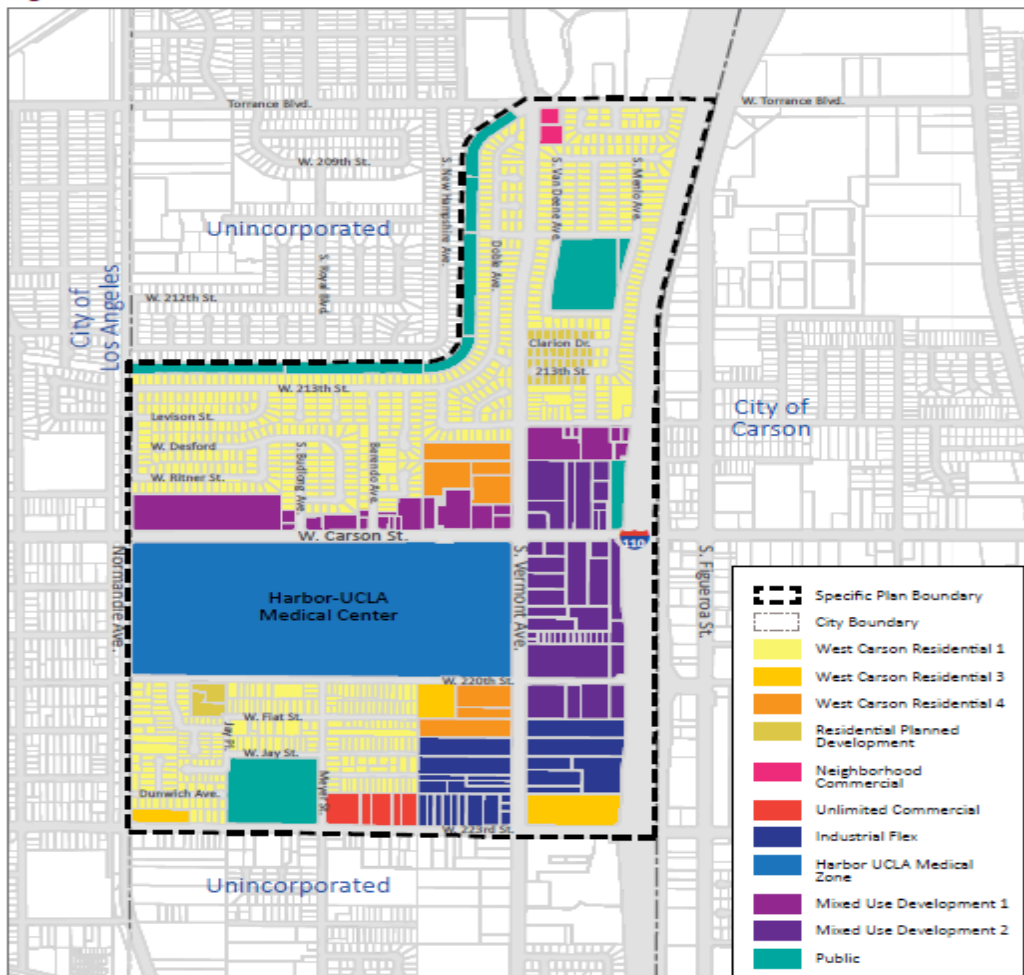 Torrance Blvd.
W. Torrance Blvd.
W. 209th St.
S. New Hampshire Ave.
S. Van Deene Ave.
S. Menlo Ave.
Unincorporated
Doble Ave.
S. Royal Blvd.
City of
Los Angeles
W. 212th St.
Clarion Dr.
213th St.
W. 213th St.
City of
Carson
Levison St.
W. Desford
S. Budlong Ave.
Berendo Ave.
W. Ritner St.
W. Carson St.
110
Normandie Ave.
S. Vermont Ave.
S. Figueroa St.
Harbor-UCLA
Medical Center
W. 220th St.
W. Flat St.
Jay Pl.
W. Jay St.
Meyer St.
Dunwich Ave.
W. 223rd St.
Unincorporated
Specific Plan Boundary
City Boundary
West Carson Residential 1
West Carson Residential 3
West Carson Residential 4
Residential Planned
Development
Neighborhood
Commercial
Unlimited Commercial
Industrial Flex
Harbor UCLA Medical
Zone
Mixed Use Development 1
Mixed Use Development 2
Public